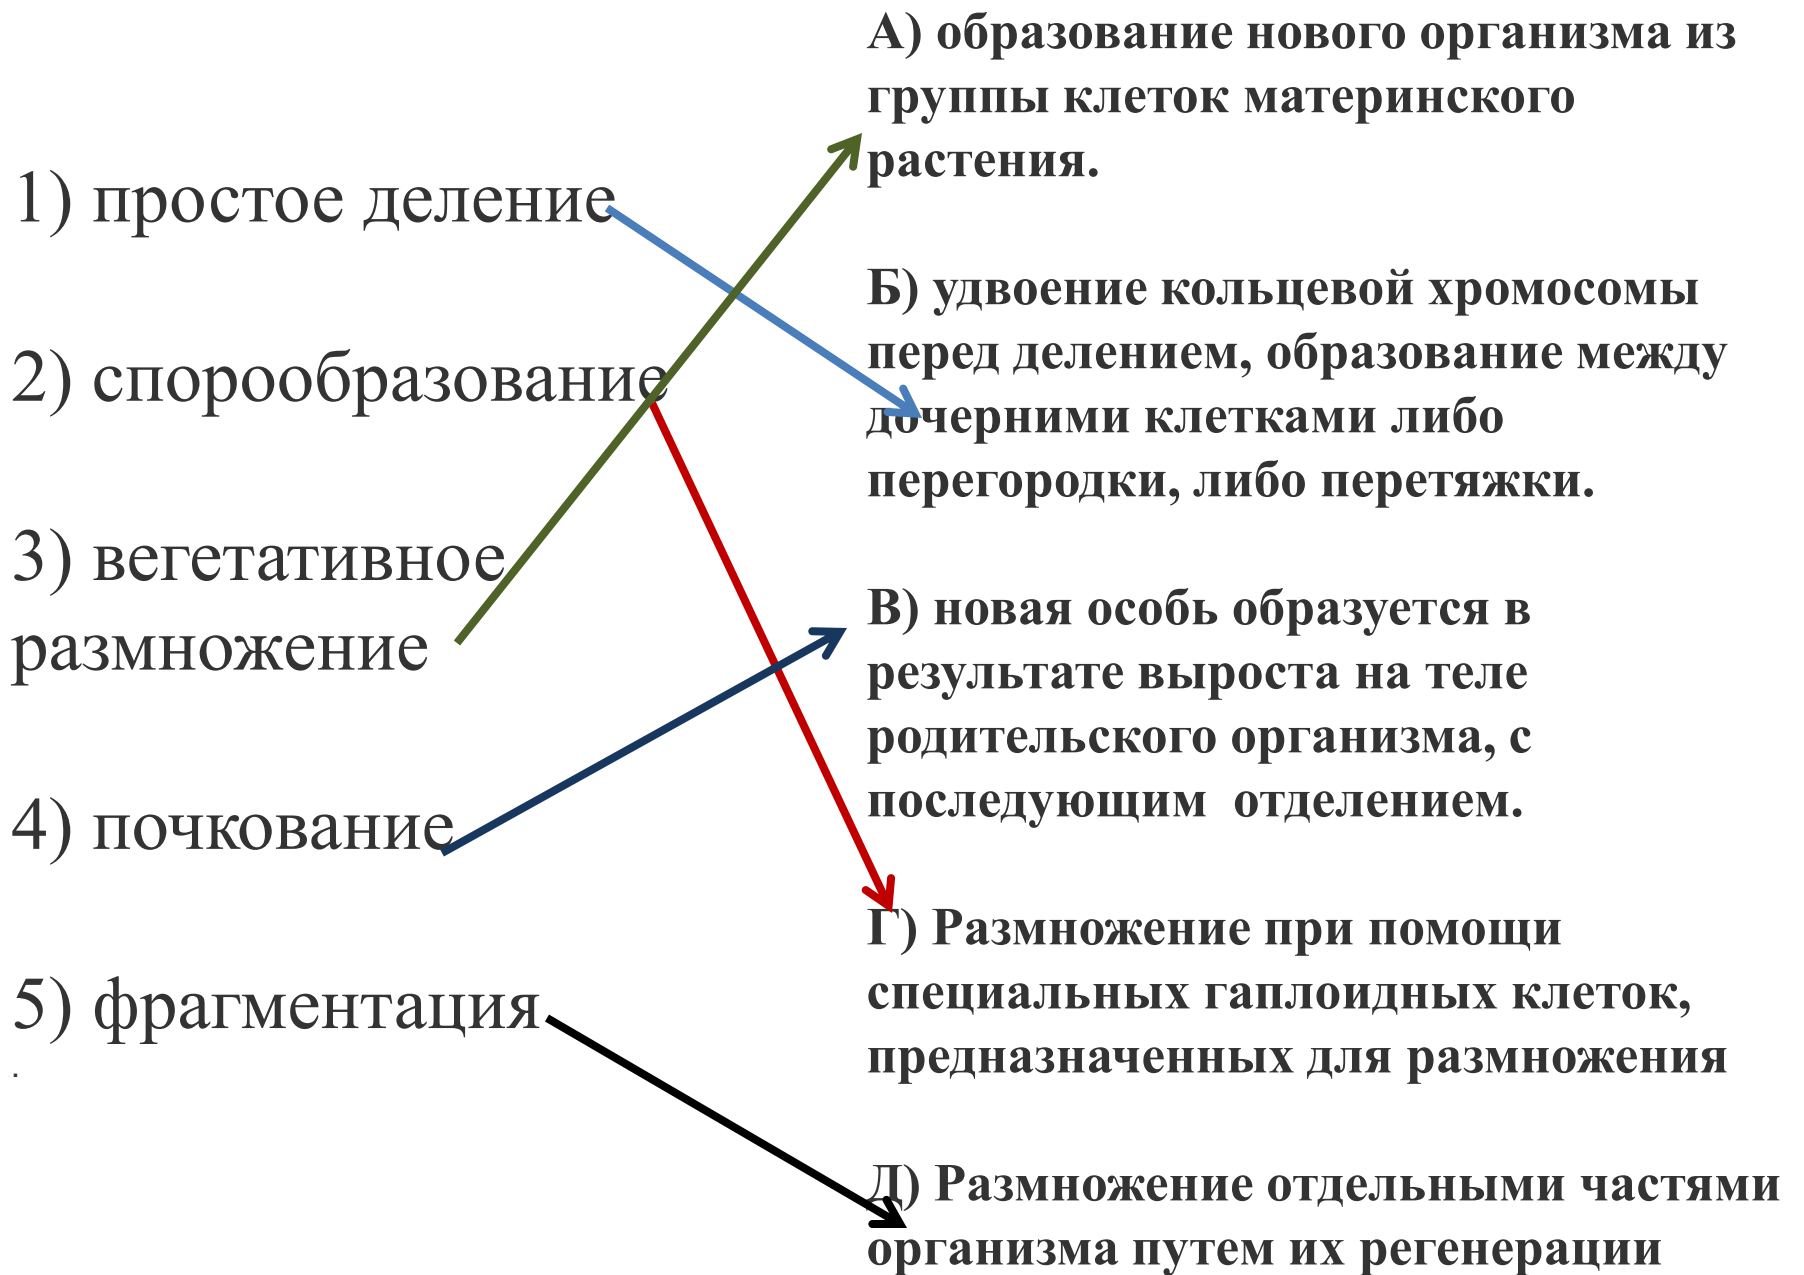 1) простое деление
2) спорообразование
3) вегетативное
размножение
4) почкование
5) фрагментация
.
А) образование нового организма из
группы клеток материнского
растения.
Б) удвоение кольцевой хромосомы
перед делением, образование между
дочерними клетками либо
перегородки, либо перетяжки.
В) новая особь образуется в
результате выроста на теле
родительского организма, с
последующим отделением.
Г) Размножение при помощи
специальных гаплоидных клеток,
предназначенных для размножения
Д) Размножение отдельными частями
организма путем их регенерации